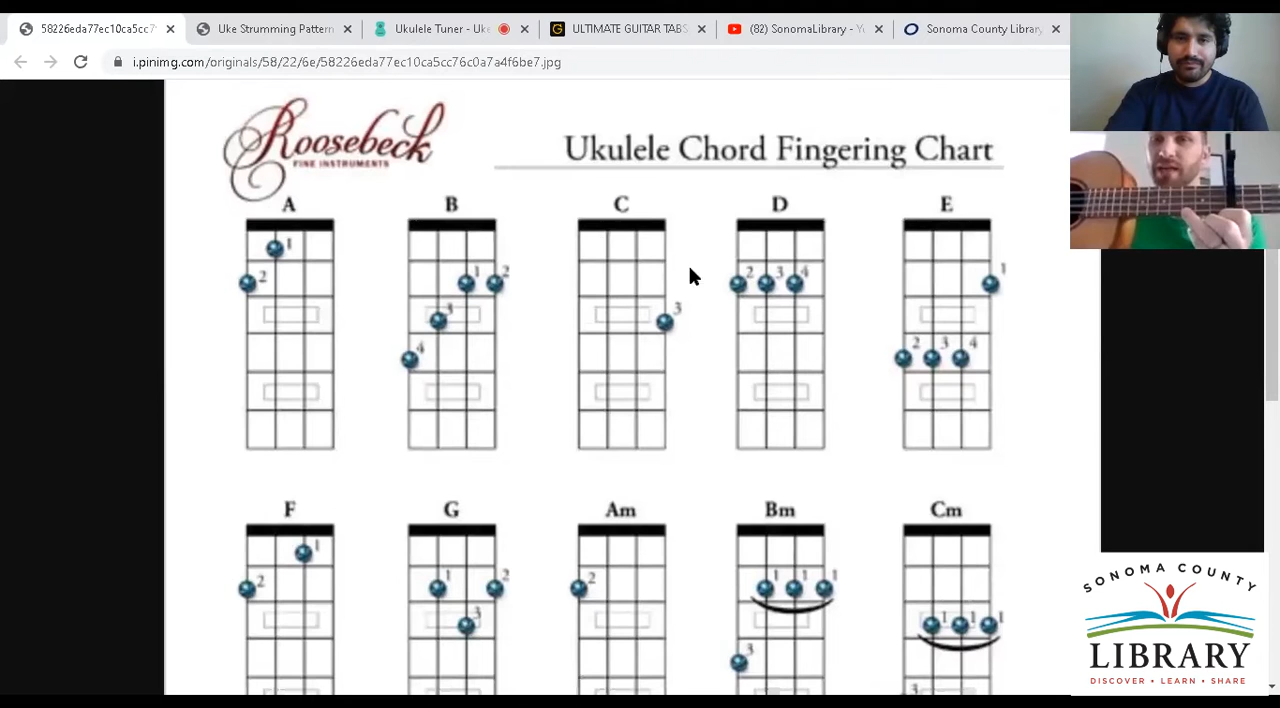 58226eda77ec10ca5cc7
Uke Strumming Pattern
Ukulele Tuner - Uke
ULTIMATE GUITAR TABS
(82) SonomaLibrary - Yo
Sonoma County Library
i.pinimg.com/originals/58/22/6e/58226eda77ec10ca5cc76c0a7a4f6be7.jpg
Roosebeck
FINE INSTRUMENTS
Ukulele Chord Fingering Chart
A B C D E
1
2
1 2
3
4
3
2 3 4
1
2 3 4
F G Am Bm Cm
1
2
1 2
3
2
1 1 1
3
1 1 1
3
SONOMA COUNTY
LIBRARY
DISCOVER • LEARN • SHARE